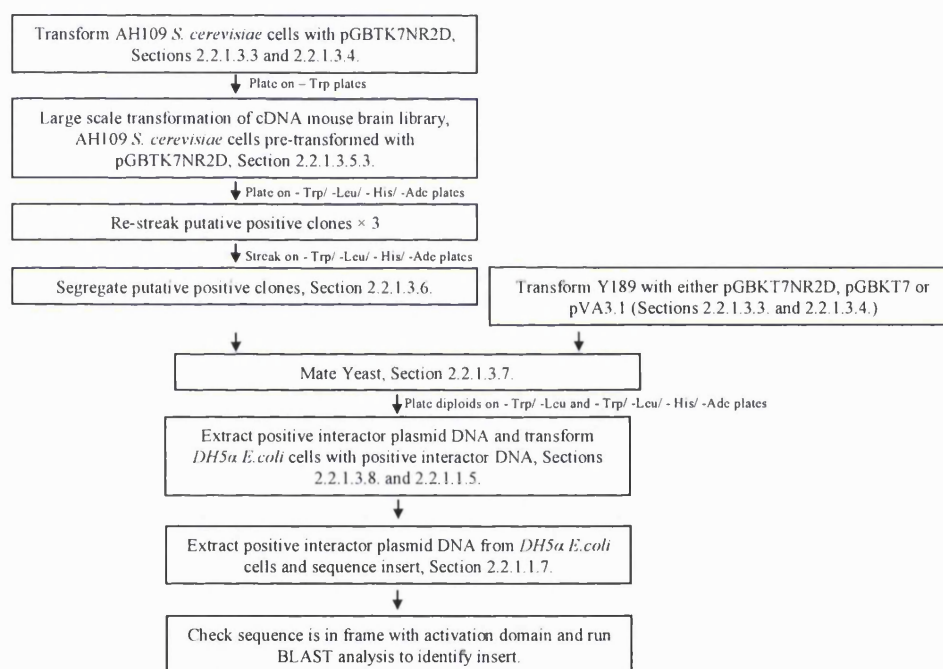 Transform AH109 S. cerevisiae cells with pGBTK7NR2D,
Sections 2.2.1.3.3 and 2.2.1.3.4.
Plate on – Trp plates
Large scale transformation of cDNA mouse brain library,
AH109 S. cerevisiae cells pre-transformed with
pGBTK7NR2D, Section 2.2.1.3.5.3.
Plate on - Trp/ -Leu/ - His/ -Ade plates
Re-streak putative positive clones × 3
Streak on - Trp/ -Leu/ - His/ -Ade plates
Segregate putative positive clones, Section 2.2.1.3.6.
Transform Y189 with either pGBKT7NR2D, pGBKT7 or
pVA3.1 (Sections 2.2.1.3.3. and 2.2.1.3.4.)
Mate Yeast, Section 2.2.1.3.7.
Plate diploids on - Trp/ -Leu and - Trp/ -Leu/ - His/ -Ade plates
Extract positive interactor plasmid DNA and transform
DH5α E.coli cells with positive interactor DNA, Sections
2.2.1.3.8. and 2.2.1.1.5.
Extract positive interactor plasmid DNA from DH5α E.coli
cells and sequence insert, Section 2.2.1.1.7.
Check sequence is in frame with activation domain and run
BLAST analysis to identify insert.